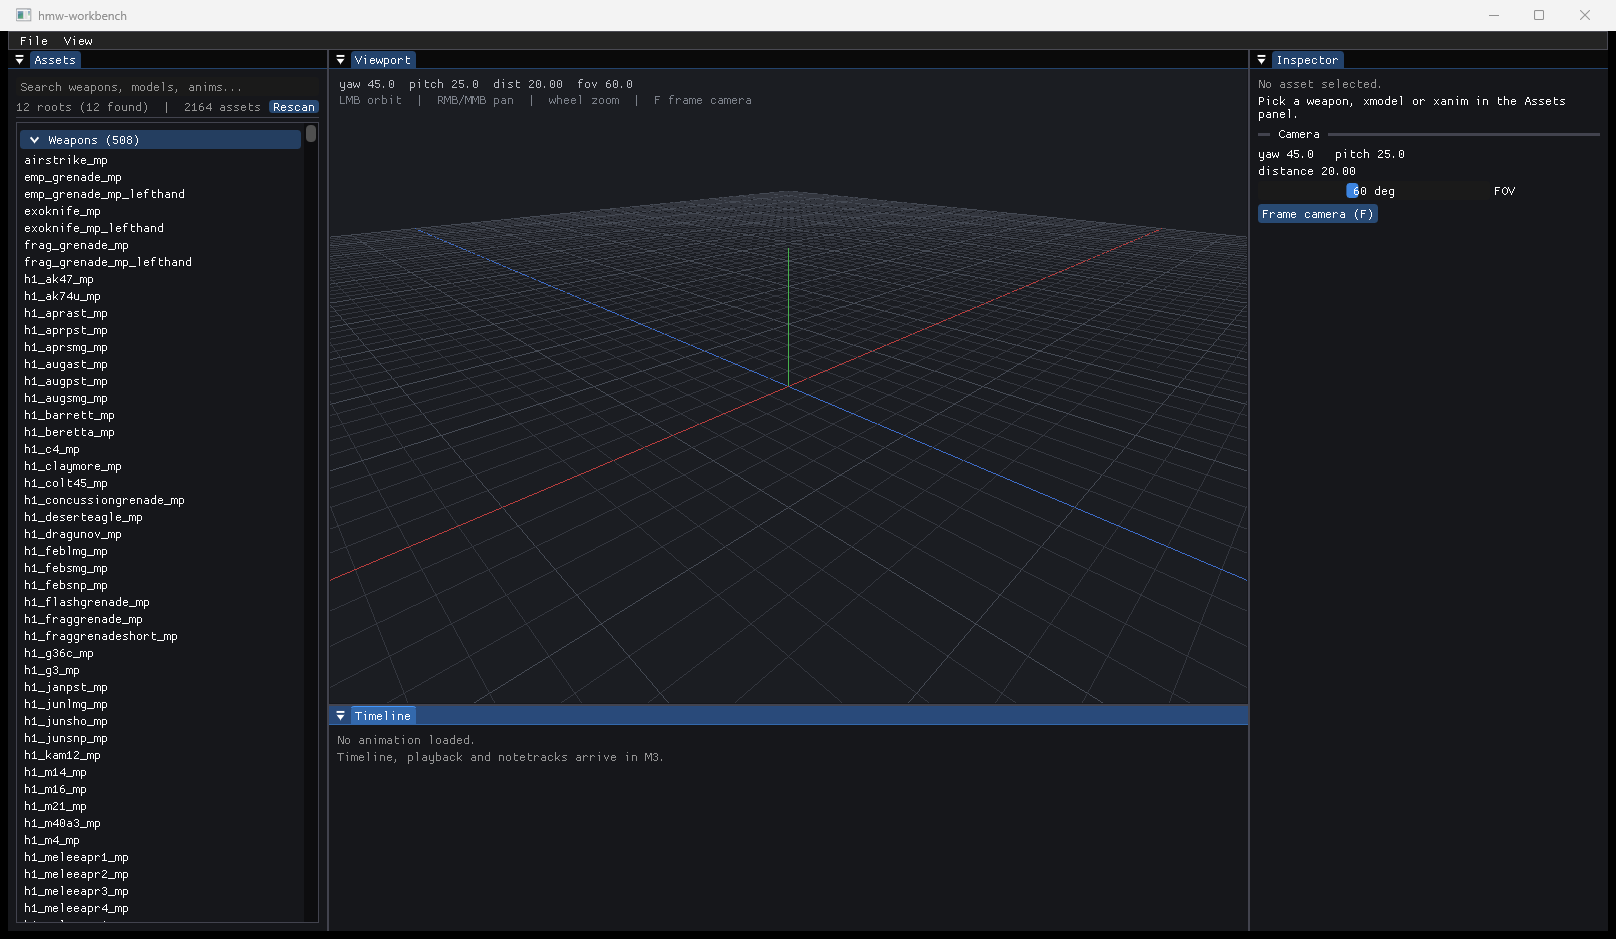 hmw-workbench
File View
Assets
Search weapons, models, anims...
12 roots (12 found) | 2164 assets Rescan
Weapons (508)
airstrike_mp
emp_grenade_mp
emp_grenade_mp_lefthand
exoknife_mp
exoknife_mp_lefthand
frag_grenade_mp
frag_grenade_mp_lefthand
h1_ak47_mp
h1_ak74u_mp
h1_aprast_mp
h1_aprpst_mp
h1_aprsmg_mp
h1_augast_mp
h1_augpst_mp
h1_augsmg_mp
h1_barrett_mp
h1_beretta_mp
h1_c4_mp
h1_claymore_mp
h1_colt45_mp
h1_concussiongrenade_mp
h1_deserteagle_mp
h1_dragunov_mp
h1_feblmg_mp
h1_febsmg_mp
h1_febsnp_mp
h1_flashgrenade_mp
h1_fraggrenade_mp
h1_fraggrenadeshort_mp
h1_g36c_mp
h1_g3_mp
h1_janpst_mp
h1_junlmg_mp
h1_junsho_mp
h1_junsnp_mp
h1_kam12_mp
h1_m14_mp
h1_m16_mp
h1_m21_mp
h1_m40a3_mp
h1_m4_mp
h1_meleeapr1_mp
h1_meleeapr2_mp
h1_meleeapr3_mp
h1_meleeapr4_mp
Viewport
yaw 45.0 pitch 25.0 dist 20.00 fov 60.0
LMB orbit | RMB/MMB pan | wheel zoom | F frame camera
Timeline
No animation loaded.
Timeline, playback and notetracks arrive in M3.
Inspector
No asset selected.
Pick a weapon, xmodel or xanim in the Assets
panel.
Camera
yaw 45.0 pitch 25.0
distance 20.00
60 deg FOV
Frame camera (F)